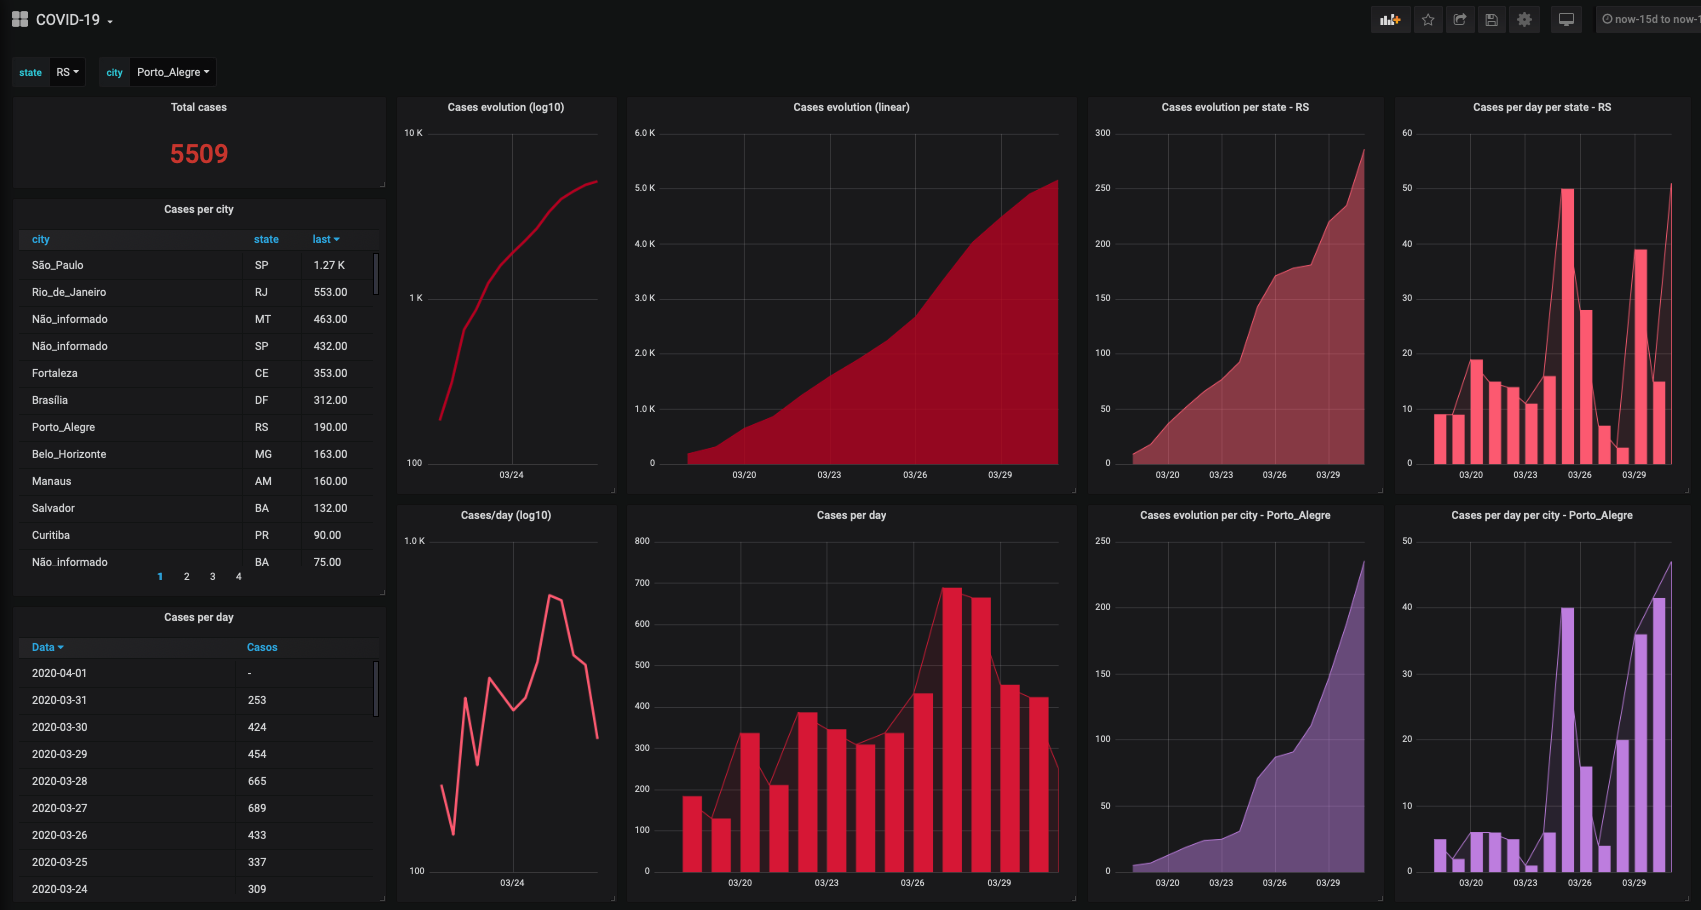 COVID-19
now-15d to now-1
state RS
city Porto_Alegre
Total cases
5509
Cases per city
city state last
São_Paulo SP 1.27 K
Rio_de_Janeiro RJ 553.00
Não_informado MT 463.00
Não_informado SP 432.00
Fortaleza CE 353.00
Brasília DF 312.00
Porto_Alegre RS 190.00
Belo_Horizonte MG 163.00
Manaus AM 160.00
Salvador BA 132.00
Curitiba PR 90.00
Não_informado BA 75.00
1 2 3 4
Cases per day
Data Casos
2020-04-01 -
2020-03-31 253
2020-03-30 424
2020-03-29 454
2020-03-28 665
2020-03-27 689
2020-03-26 433
2020-03-25 337
2020-03-24 309
Cases evolution (log10)
10 K
1 K
100
03/24
Cases evolution (linear)
6.0 K
5.0 K
4.0 K
3.0 K
2.0 K
1.0 K
0
03/20 03/23 03/26 03/29
Cases evolution per state - RS
300
250
200
150
100
50
0
03/20 03/23 03/26 03/29
Cases per day per state - RS
60
50
40
30
20
10
0
03/20 03/23 03/26 03/29
Cases/day (log10)
1.0 K
100
03/24
Cases per day
800
700
600
500
400
300
200
100
0
03/20 03/23 03/26 03/29
Cases evolution per city - Porto_Alegre
250
200
150
100
50
0
03/20 03/23 03/26 03/29
Cases per day per city - Porto_Alegre
50
40
30
20
10
0
03/20 03/23 03/26 03/29